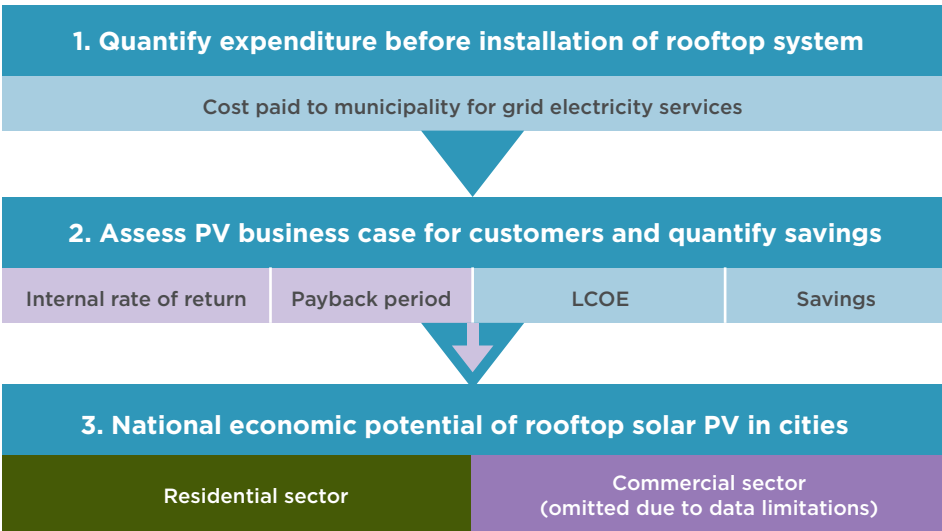 1. Quantify expenditure before installation of rooftop system
Cost paid to municipality for grid electricity services
2. Assess PV business case for customers and quantify savings
Internal rate of return
Payback period
LCOE
Savings
3. National economic potential of rooftop solar PV in cities
Residential sector
Commercial sector
(omitted due to data limitations)